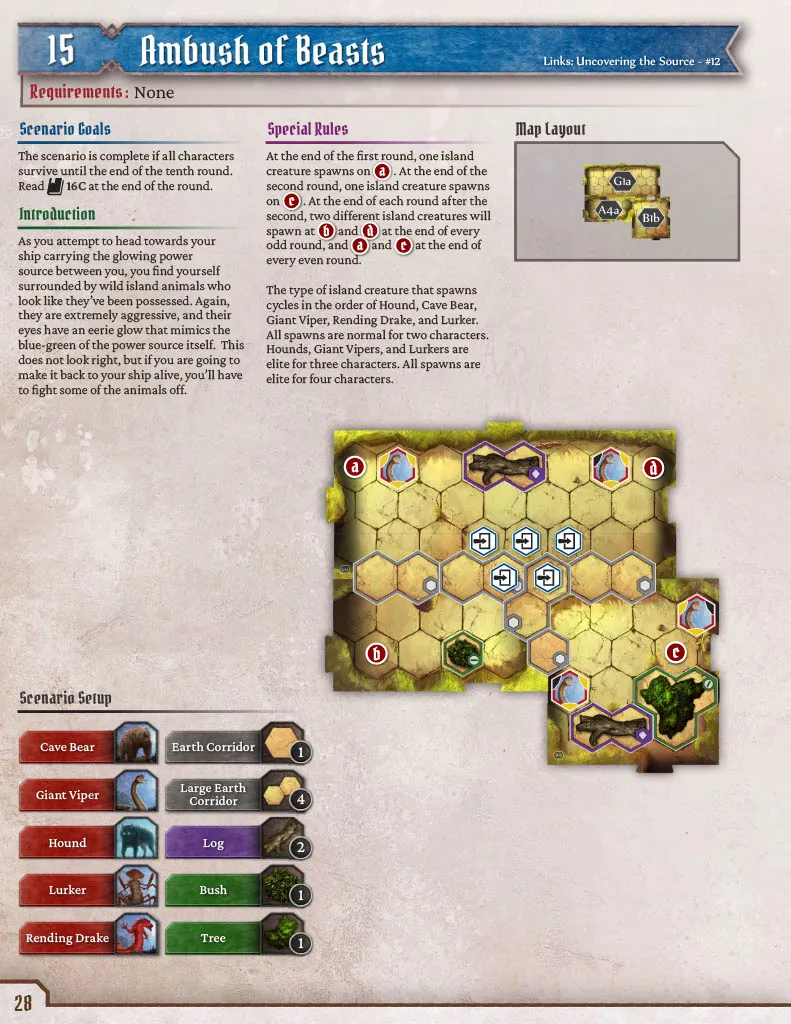 15
Ambush of Beasts
Links: Uncovering the Source - #12
Requirements: None
Scenario Goals
The scenario is complete if all characters
survive until the end of the tenth round.
Read 16C at the end of the round.
Introduction
As you attempt to head towards your
ship carrying the glowing power
source between you, you find yourself
surrounded by wild island animals who
look like they've been possessed. Again,
they are extremely aggressive, and their
eyes have an eerie glow that mimics the
blue-green of the power source itself. This
does not look right, but if you are going to
make it back to your ship alive, you'll have
to fight some of the animals off.
Special Rules
At the end of the first round, one island
creature spawns on a. At the end of the
second round, one island creature spawns
on c. At the end of each round after the
second, two different island creatures will
spawn at b and d at the end of every
odd round, and a and c at the end of
every even round.
The type of island creature that spawns
cycles in the order of Hound, Cave Bear,
Giant Viper, Rending Drake, and Lurker.
All spawns are normal for two characters.
Hounds, Giant Vipers, and Lurkers are
elite for three characters. All spawns are
elite for four characters.
Map Layout
G1a
A4a
B1b
a
d
b
c
Scenario Setup
Cave Bear
Earth Corridor
1
Giant Viper
Large Earth
Corridor
4
Hound
Log
2
Lurker
Bush
1
Rending Drake
Tree
1
28